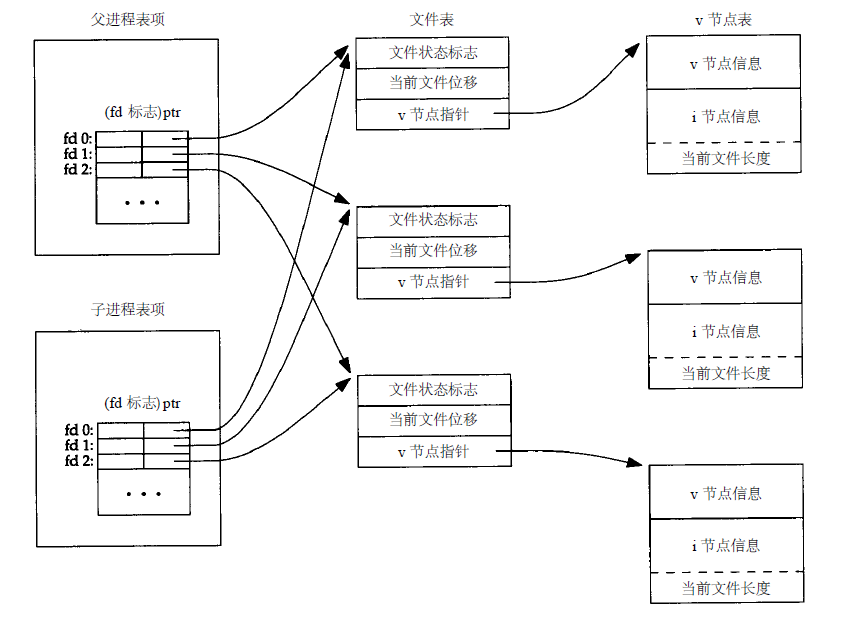 父进程表项
文件表
v 节点表
(fd 标志)ptr
fd 0:
fd 1:
fd 2:
• • •
文件状态标志
当前文件位移
v 节点指针
v 节点信息
i 节点信息
当前文件长度
文件状态标志
当前文件位移
v 节点指针
v 节点信息
i 节点信息
当前文件长度
子进程表项
(fd 标志)ptr
fd 0:
fd 1:
fd 2:
• • •
文件状态标志
当前文件位移
v 节点指针
v 节点信息
i 节点信息
当前文件长度